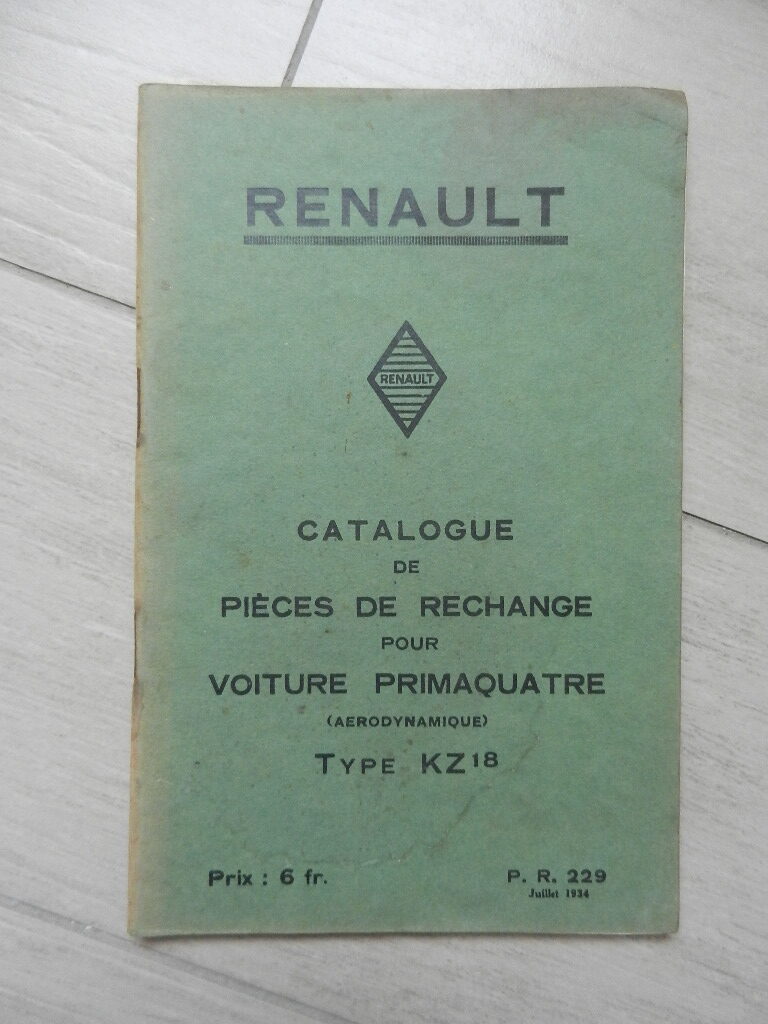 RENAULT
RENAULT
CATALOGUE
DE
PIÈCES DE RECHANGE
POUR
VOITURE PRIMAQUATRE
(AERODYNAMIQUE)
TYPE KZ18
Prix : 6 fr.
P. R. 229
Juillet 1934